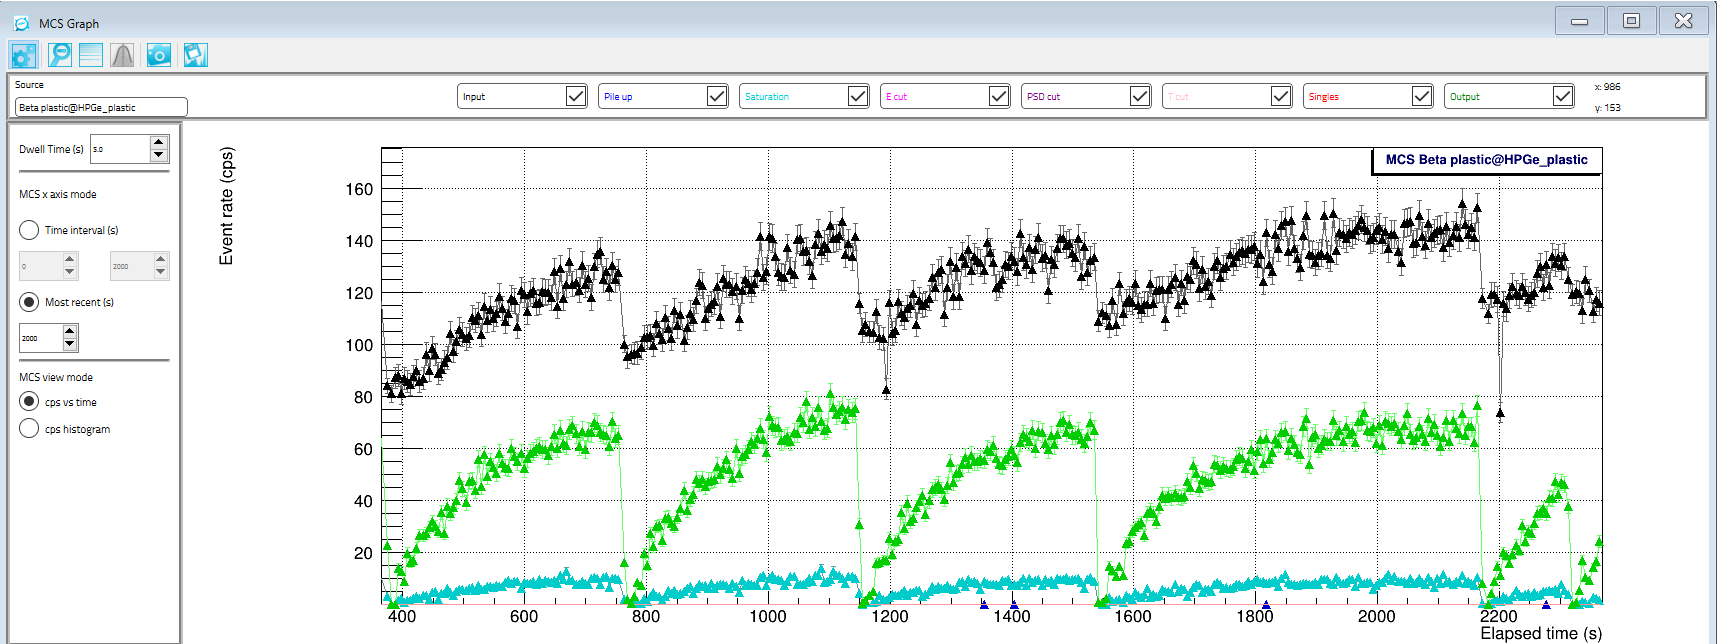 MCS Graph
Source
Beta plastic@HPGe_plastic
Input
Pile up
Saturation
E cut
PSD cut
T cut
Singles
Output
x: 986
y: 153
Dwell Time (s)
5.0
MCS x axis mode
Time interval (s)
0
2000
Most recent (s)
2000
MCS view mode
cps vs time
cps histogram
Event rate (cps)
MCS Beta plastic@HPGe_plastic
160
140
120
100
80
60
40
20
400 600 800 1000 1200 1400 1600 1800 2000 2200
Elapsed time (s)